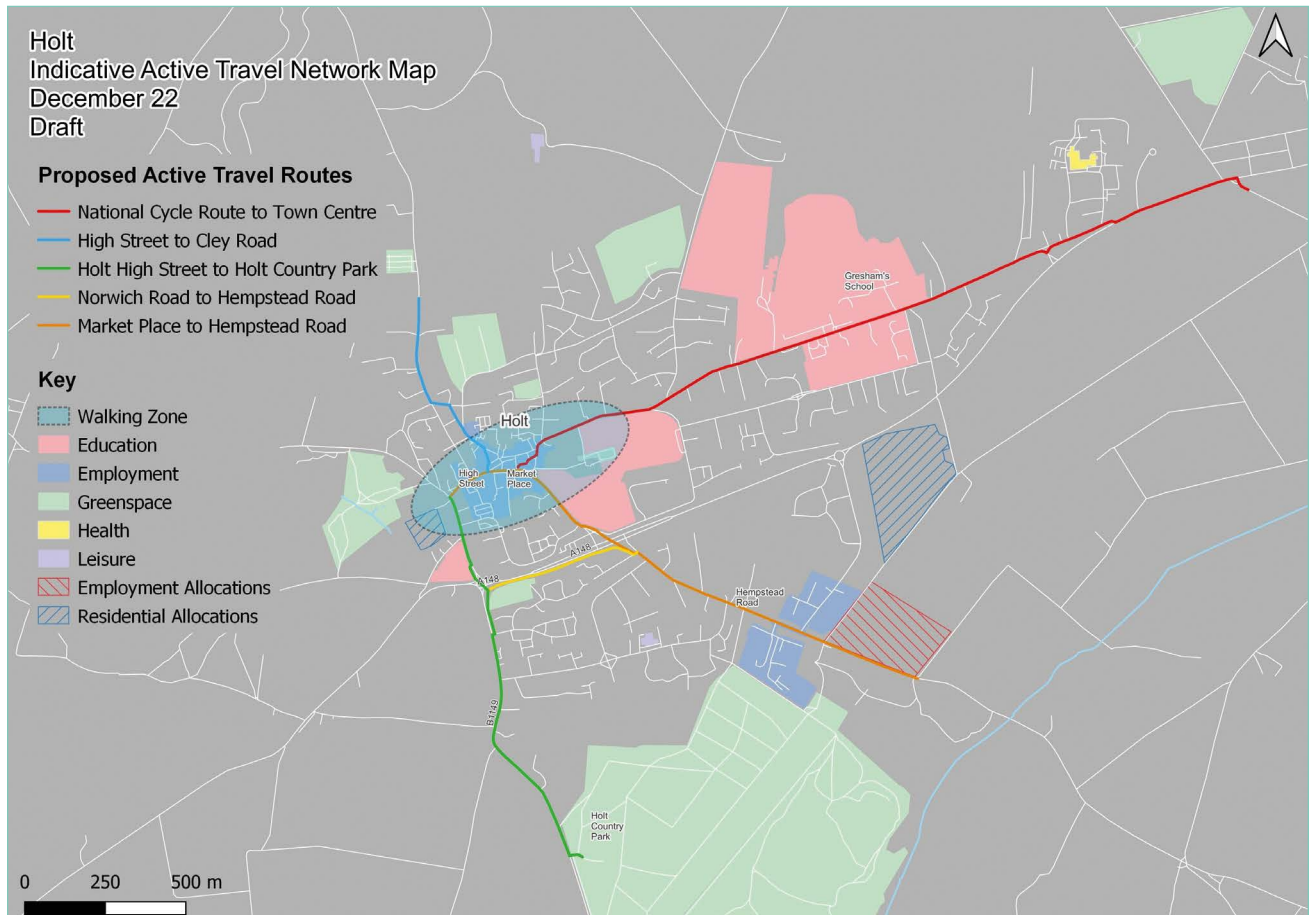 Holt
Indicative Active Travel Network Map
December 22
Draft
Proposed Active Travel Routes
National Cycle Route to Town Centre
High Street to Cley Road
Holt High Street to Holt Country Park
Norwich Road to Hempstead Road
Market Place to Hempstead Road
Key
Walking Zone
Education
Employment
Greenspace
Health
Leisure
Employment Allocations
Residential Allocations
Gresham's
School
Holt
High
Street
Market
Place
A148
A148
Hempstead
Road
B1149
Holt
Country
Park
0 250 500 m